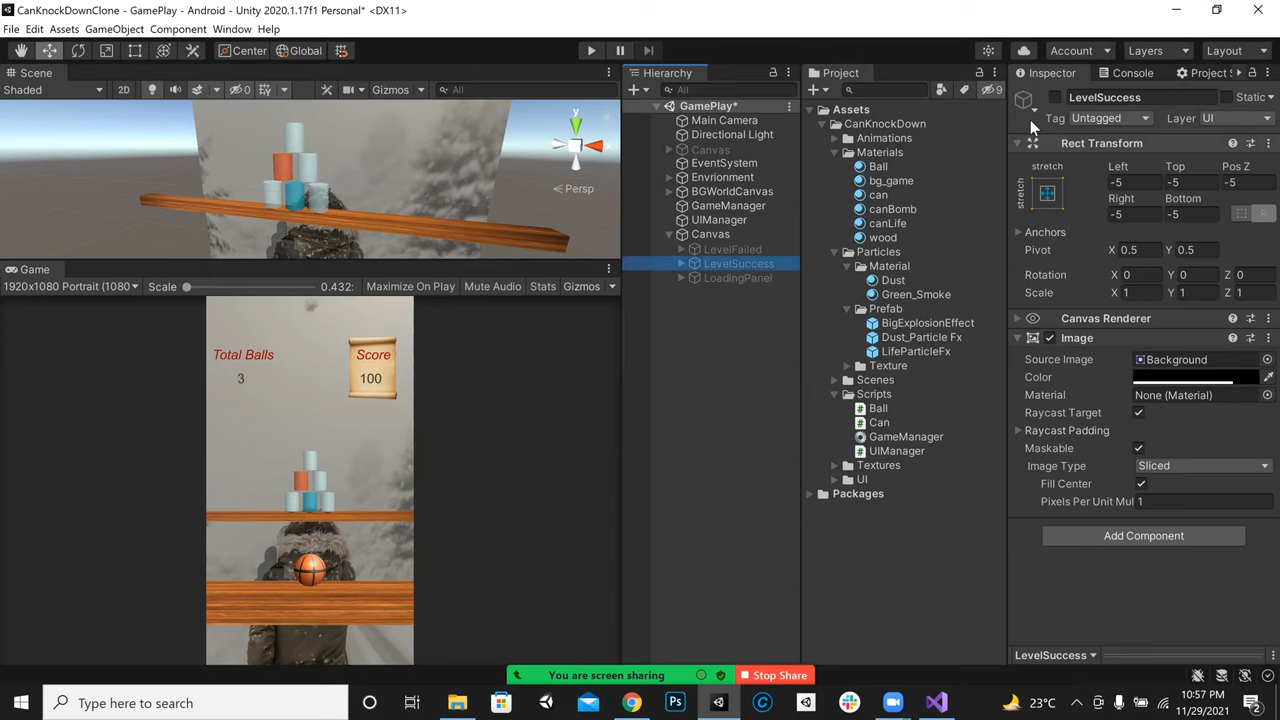 CanKnockDownClone - GamePlay - Android - Unity 2020.1.17f1 Personal* <DX11>
File Edit Assets GameObject Component Window Help
Center Global Account Layers Layout
Scene
Shaded 2D 0 Gizmos All
y
x
Persp
Game
1920x1080 Portrait (1080 Scale 0.432: Maximize On Play Mute Audio Stats Gizmos
Total Balls
3
Score
100
Hierarchy
All
GamePlay*
Main Camera
Directional Light
Canvas
EventSystem
Envrionment
BGWorldCanvas
GameManager
UIManager
Canvas
LevelFailed
LevelSuccess
LoadingPanel
Project
9
Assets
CanKnockDown
Animations
Materials
Ball
bg_game
can
canBomb
canLife
wood
Particles
Material
Dust
Green_Smoke
Prefab
BigExplosionEffect
Dust_Particle Fx
LifeParticleFx
Texture
Scenes
Scripts
Ball
Can
GameManager
UIManager
Textures
UI
Packages
Inspector Console Project S
LevelSuccess Static
Tag Untagged Layer UI
Rect Transform
stretch
stretch
Left Top Pos Z
-5 -5 -5
Right Bottom
-5 -5
R
Anchors
Pivot X 0.5 Y 0.5
Rotation X 0 Y 0 Z 0
Scale X 1 Y 1 Z 1
Canvas Renderer
Image
Source Image Background
Color
Material None (Material)
Raycast Target
Raycast Padding
Maskable
Image Type Sliced
Fill Center
Pixels Per Unit Mul 1
Add Component
LevelSuccess
You are screen sharing Stop Share
Type here to search
Ps
23°C
10:57 PM
11/29/2021
2